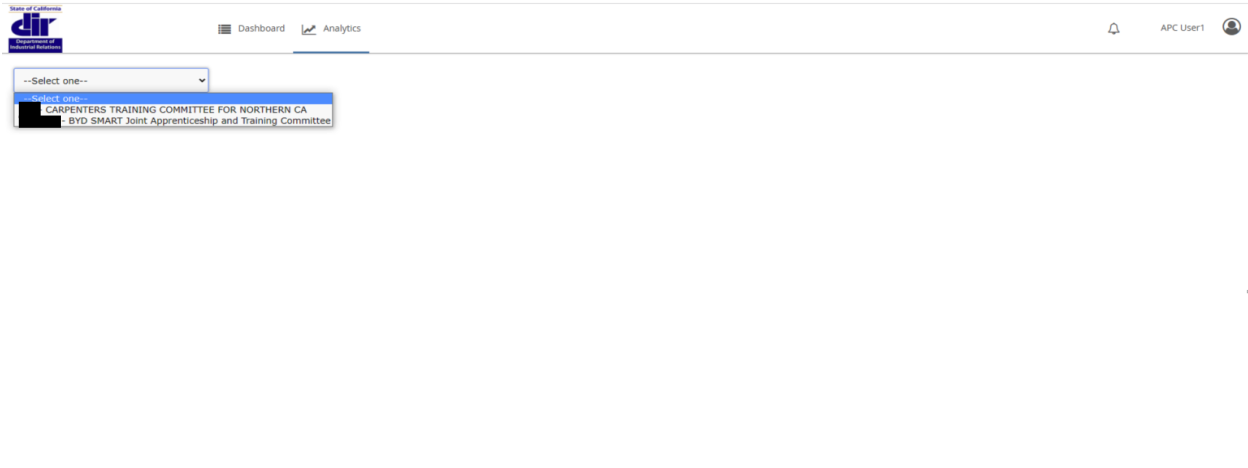 State of California
dir
Department of
Industrial Relations
Dashboard
Analytics
APC User1
--Select one--
--Select one--
CARPENTERS TRAINING COMMITTEE FOR NORTHERN CA
- BYD SMART Joint Apprenticeship and Training Committee